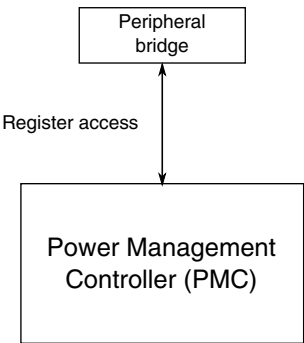 Peripheral
bridge
Register access
Power Management
Controller (PMC)